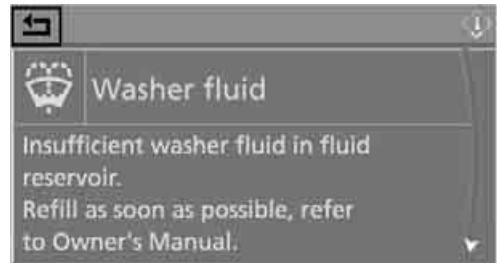 Washer fluid
Insufficient washer fluid in fluid
reservoir.
Refill as soon as possible, refer
to Owner's Manual.